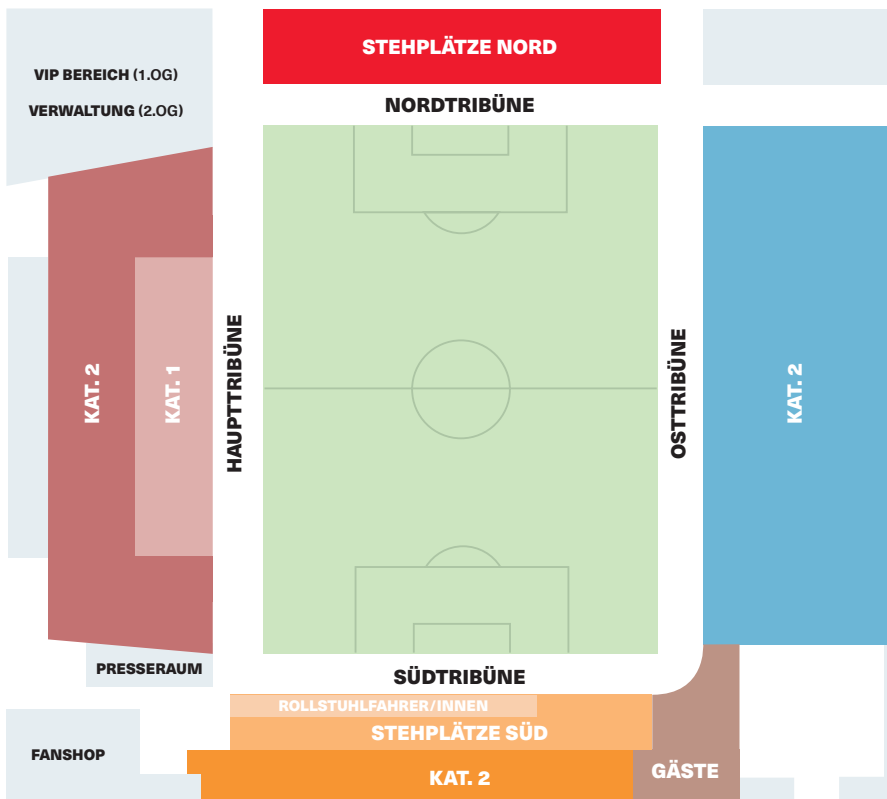 STEHPLÄTZE NORD
VIP BEREICH (1.OG)
VERWALTUNG (2.OG)
NORDTRIBÜNE
HAUPTTRIBÜNE
OSTTRIBÜNE
KAT. 2
KAT. 1
KAT. 2
PRESSERAUM
SÜDTRIBÜNE
ROLLSTUHLFAHRER/INNEN
STEHPLÄTZE SÜD
FANSHOP
KAT. 2
GÄSTE